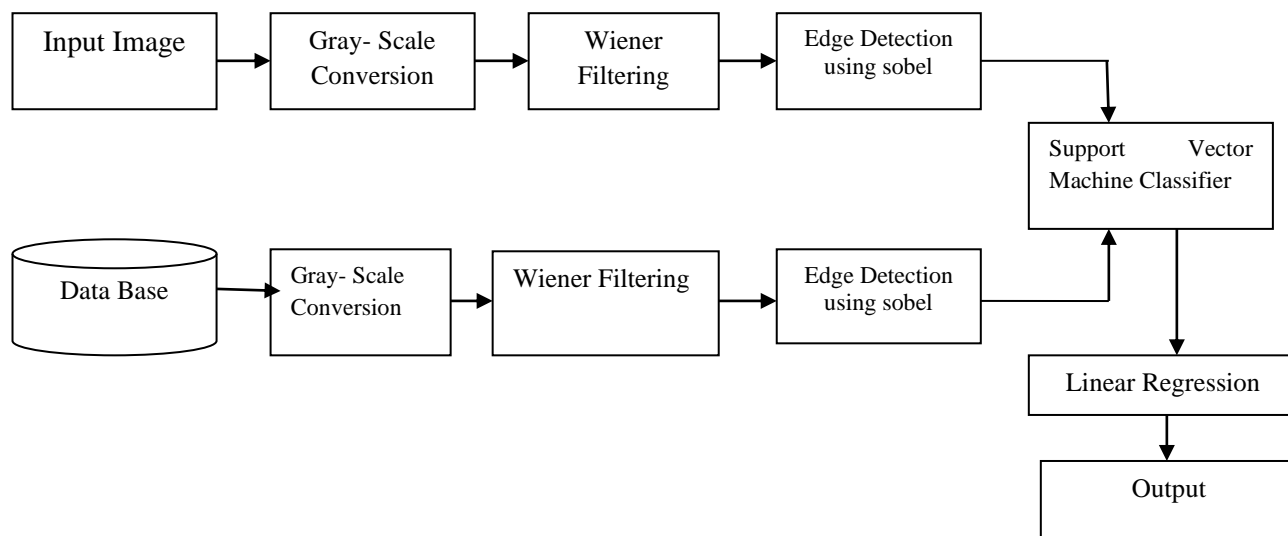 Input Image
Gray- Scale
Conversion
Wiener
Filtering
Edge Detection
using sobel
Support Vector
Machine Classifier
Data Base
Gray- Scale
Conversion
Wiener Filtering
Edge Detection
using sobel
Linear Regression
Output